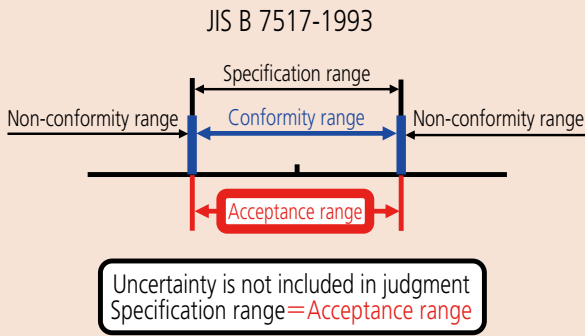 JIS B 7517-1993
Specification range
Non-conformity range
Conformity range
Non-conformity range
Acceptance range
Uncertainty is not included in judgment
Specification range=Acceptance range